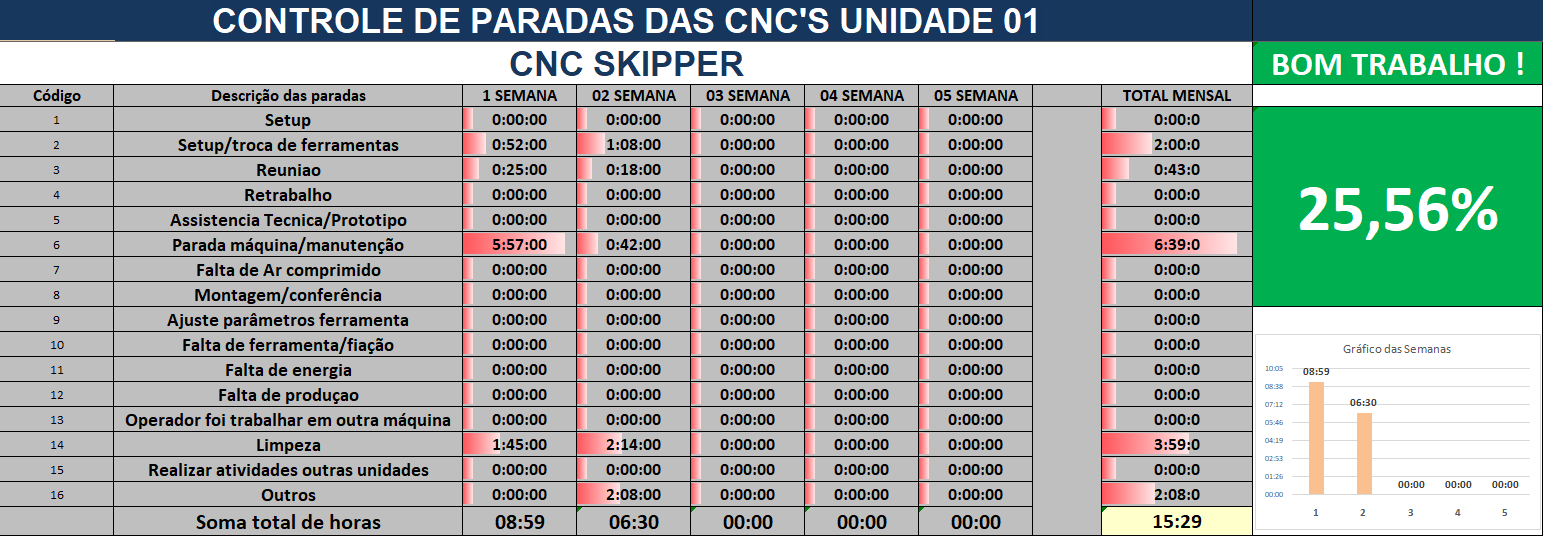 CONTROLE DE PARADAS DAS CNC'S UNIDADE 01
CNC SKIPPER BOM TRABALHO !
Código Descrição das paradas 1 SEMANA 02 SEMANA 03 SEMANA 04 SEMANA 05 SEMANA TOTAL MENSAL
1 Setup 0:00:00 0:00:00 0:00:00 0:00:00 0:00:00 0:00:0
2 Setup/troca de ferramentas 0:52:00 1:08:00 0:00:00 0:00:00 0:00:00 2:00:0
3 Reuniao 0:25:00 0:18:00 0:00:00 0:00:00 0:00:00 0:43:0
4 Retrabalho 0:00:00 0:00:00 0:00:00 0:00:00 0:00:00 0:00:0
5 Assistencia Tecnica/Prototipo 0:00:00 0:00:00 0:00:00 0:00:00 0:00:00 0:00:0
6 Parada máquina/manutenção 5:57:00 0:42:00 0:00:00 0:00:00 0:00:00 6:39:0
7 Falta de Ar comprimido 0:00:00 0:00:00 0:00:00 0:00:00 0:00:00 0:00:0
8 Montagem/conferência 0:00:00 0:00:00 0:00:00 0:00:00 0:00:00 0:00:0
9 Ajuste parâmetros ferramenta 0:00:00 0:00:00 0:00:00 0:00:00 0:00:00 0:00:0
10 Falta de ferramenta/fiação 0:00:00 0:00:00 0:00:00 0:00:00 0:00:00 0:00:0
11 Falta de energia 0:00:00 0:00:00 0:00:00 0:00:00 0:00:00 0:00:0
12 Falta de produçao 0:00:00 0:00:00 0:00:00 0:00:00 0:00:00 0:00:0
13 Operador foi trabalhar em outra máquina 0:00:00 0:00:00 0:00:00 0:00:00 0:00:00 0:00:0
14 Limpeza 1:45:00 2:14:00 0:00:00 0:00:00 0:00:00 3:59:0
15 Realizar atividades outras unidades 0:00:00 0:00:00 0:00:00 0:00:00 0:00:00 0:00:0
16 Outros 0:00:00 2:08:00 0:00:00 0:00:00 0:00:00 2:08:0
Soma total de horas 08:59 06:30 00:00 00:00 00:00 15:29
25,56%
Gráfico das Semanas
10:05
08:38
07:12
05:46
04:19
02:53
01:26
00:00
08:59 06:30 00:00 00:00 00:00
1 2 3 4 5